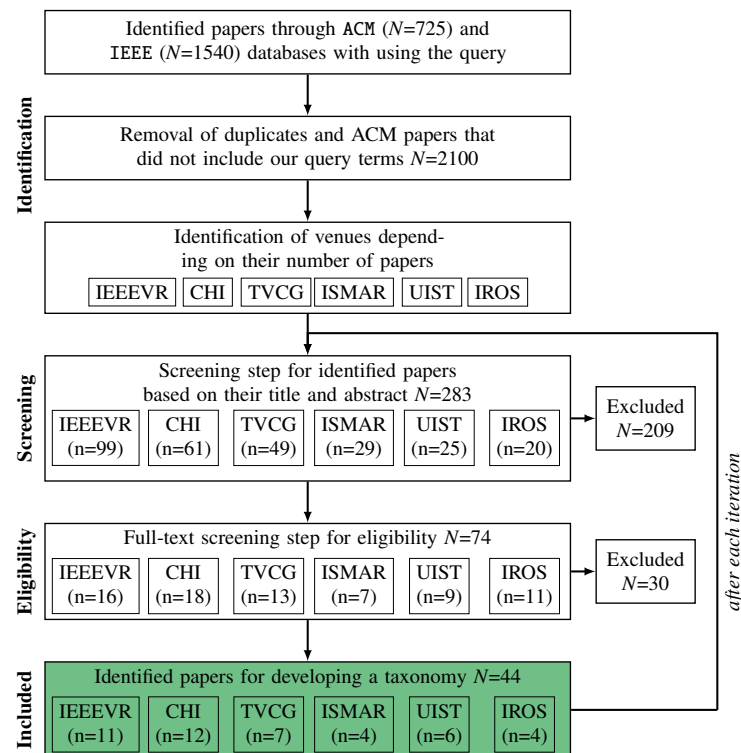 Identified papers through ACM (N=725) and
IEEE (N=1540) databases with using the query
Identification
Removal of duplicates and ACM papers that
did not include our query terms N=2100
Identification of venues depend-
ing on their number of papers
IEEEVR CHI TVCG ISMAR UIST IROS
Screening
Screening step for identified papers
based on their title and abstract N=283
IEEEVR CHI TVCG ISMAR UIST IROS
(n=99) (n=61) (n=49) (n=29) (n=25) (n=20)
Excluded
N=209
Eligibility
Full-text screening step for eligibility N=74
IEEEVR CHI TVCG ISMAR UIST IROS
(n=16) (n=18) (n=13) (n=7) (n=9) (n=11)
Excluded
N=30
after each iteration
Included
Identified papers for developing a taxonomy N=44
IEEEVR CHI TVCG ISMAR UIST IROS
(n=11) (n=12) (n=7) (n=4) (n=6) (n=4)